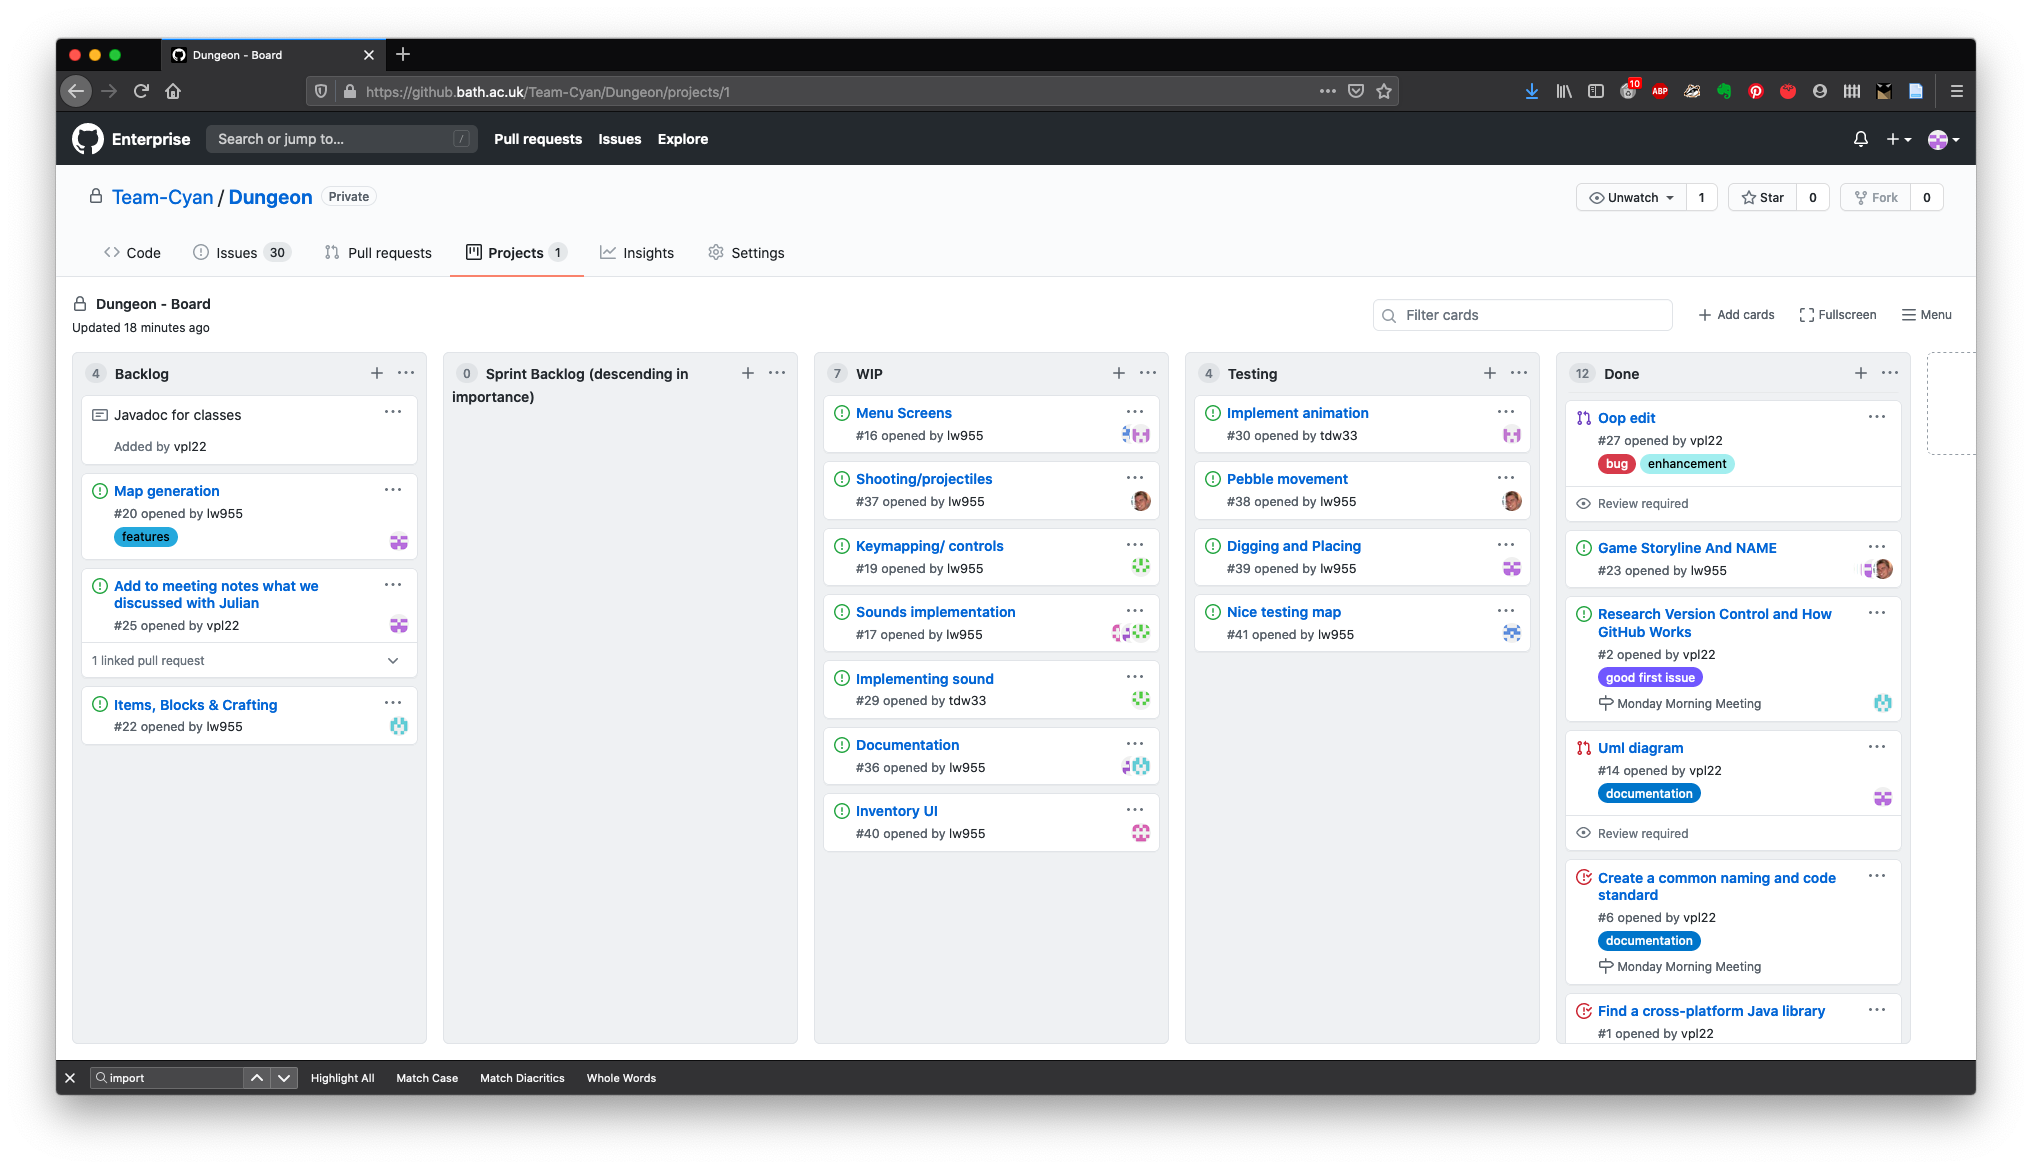 Dungeon - Board
https://github.bath.ac.uk/Team-Cyan/Dungeon/projects/1
10
ABP
Enterprise
Search or jump to...
/
Pull requests
Issues
Explore
Team-Cyan / Dungeon
Private
Unwatch
1
Star
0
Fork
0
Code
Issues 30
Pull requests
Projects 1
Insights
Settings
Dungeon - Board
Updated 18 minutes ago
Filter cards
Add cards
Fullscreen
Menu
4 Backlog
Javadoc for classes
Added by vpl22
Map generation
#20 opened by lw955
features
Add to meeting notes what we
discussed with Julian
#25 opened by vpl22
1 linked pull request
Items, Blocks & Crafting
#22 opened by lw955
0 Sprint Backlog (descending in
importance)
7 WIP
Menu Screens
#16 opened by lw955
Shooting/projectiles
#37 opened by lw955
Keymapping/ controls
#19 opened by lw955
Sounds implementation
#17 opened by lw955
Implementing sound
#29 opened by tdw33
Documentation
#36 opened by lw955
Inventory UI
#40 opened by lw955
4 Testing
Implement animation
#30 opened by tdw33
Pebble movement
#38 opened by lw955
Digging and Placing
#39 opened by lw955
Nice testing map
#41 opened by lw955
12 Done
Oop edit
#27 opened by vpl22
bug enhancement
Review required
Game Storyline And NAME
#23 opened by lw955
Research Version Control and How
GitHub Works
#2 opened by vpl22
good first issue
Monday Morning Meeting
Uml diagram
#14 opened by vpl22
documentation
Review required
Create a common naming and code
standard
#6 opened by vpl22
documentation
Monday Morning Meeting
Find a cross-platform Java library
#1 opened by vpl22
import
Highlight All
Match Case
Match Diacritics
Whole Words